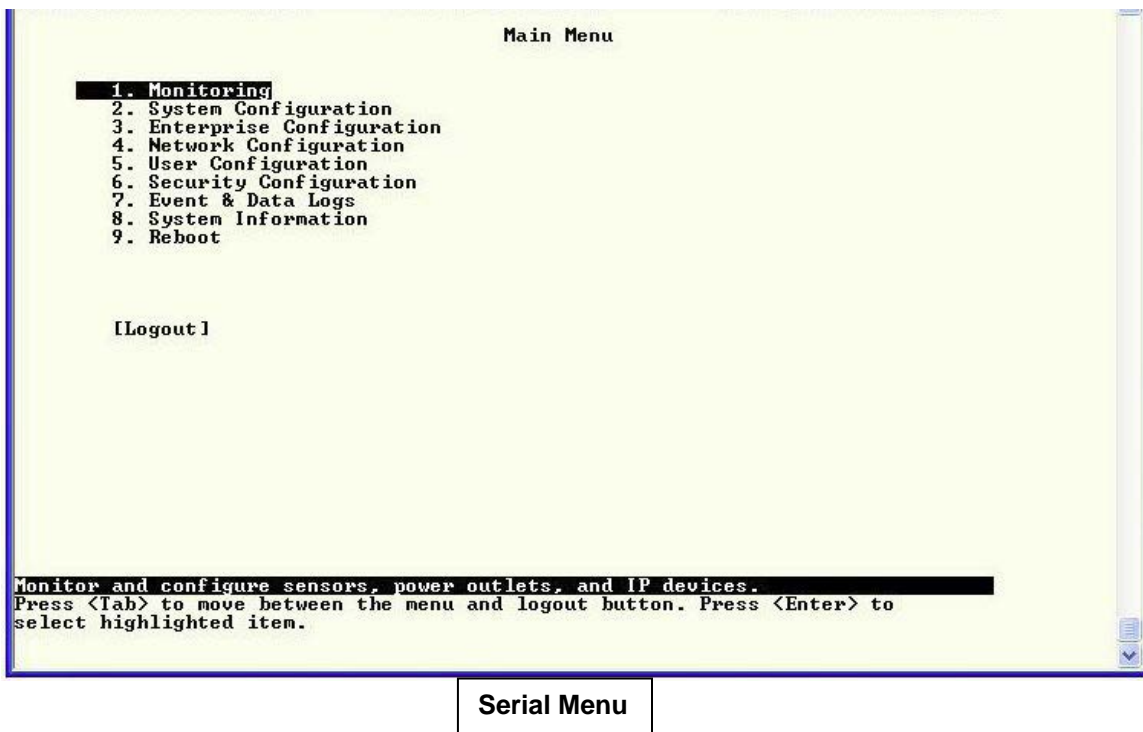 Main Menu
1. Monitoring
2. System Configuration
3. Enterprise Configuration
4. Network Configuration
5. User Configuration
6. Security Configuration
7. Event & Data Logs
8. System Information
9. Reboot
[Logout]
Monitor and configure sensors, power outlets, and IP devices.
Press <Tab> to move between the menu and logout button. Press <Enter> to
select highlighted item.
Serial Menu